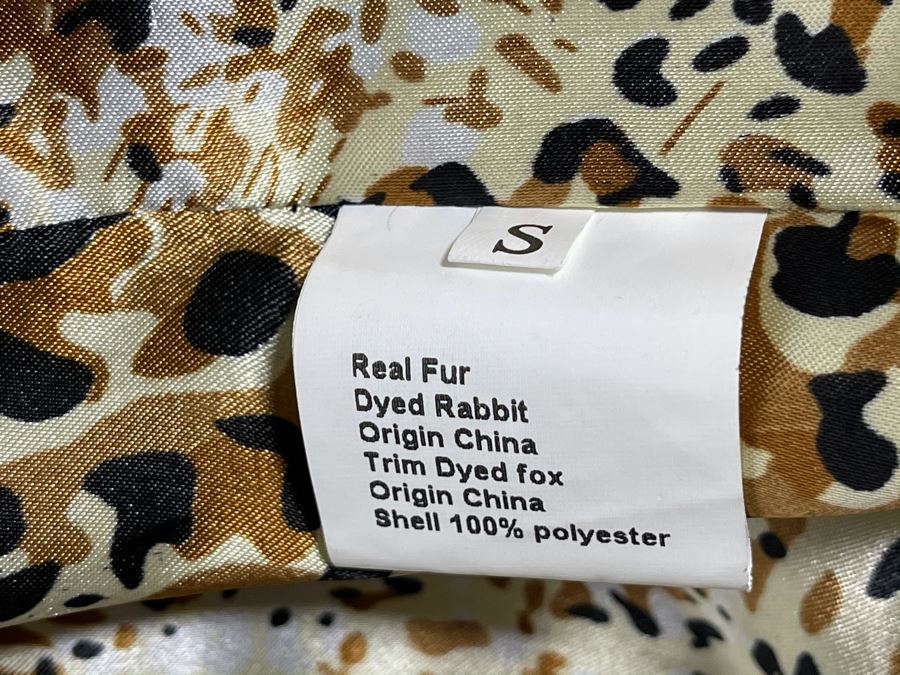 S
Real Fur
Dyed Rabbit
Origin China
Trim Dyed fox
Origin China
Shell 100% polyester